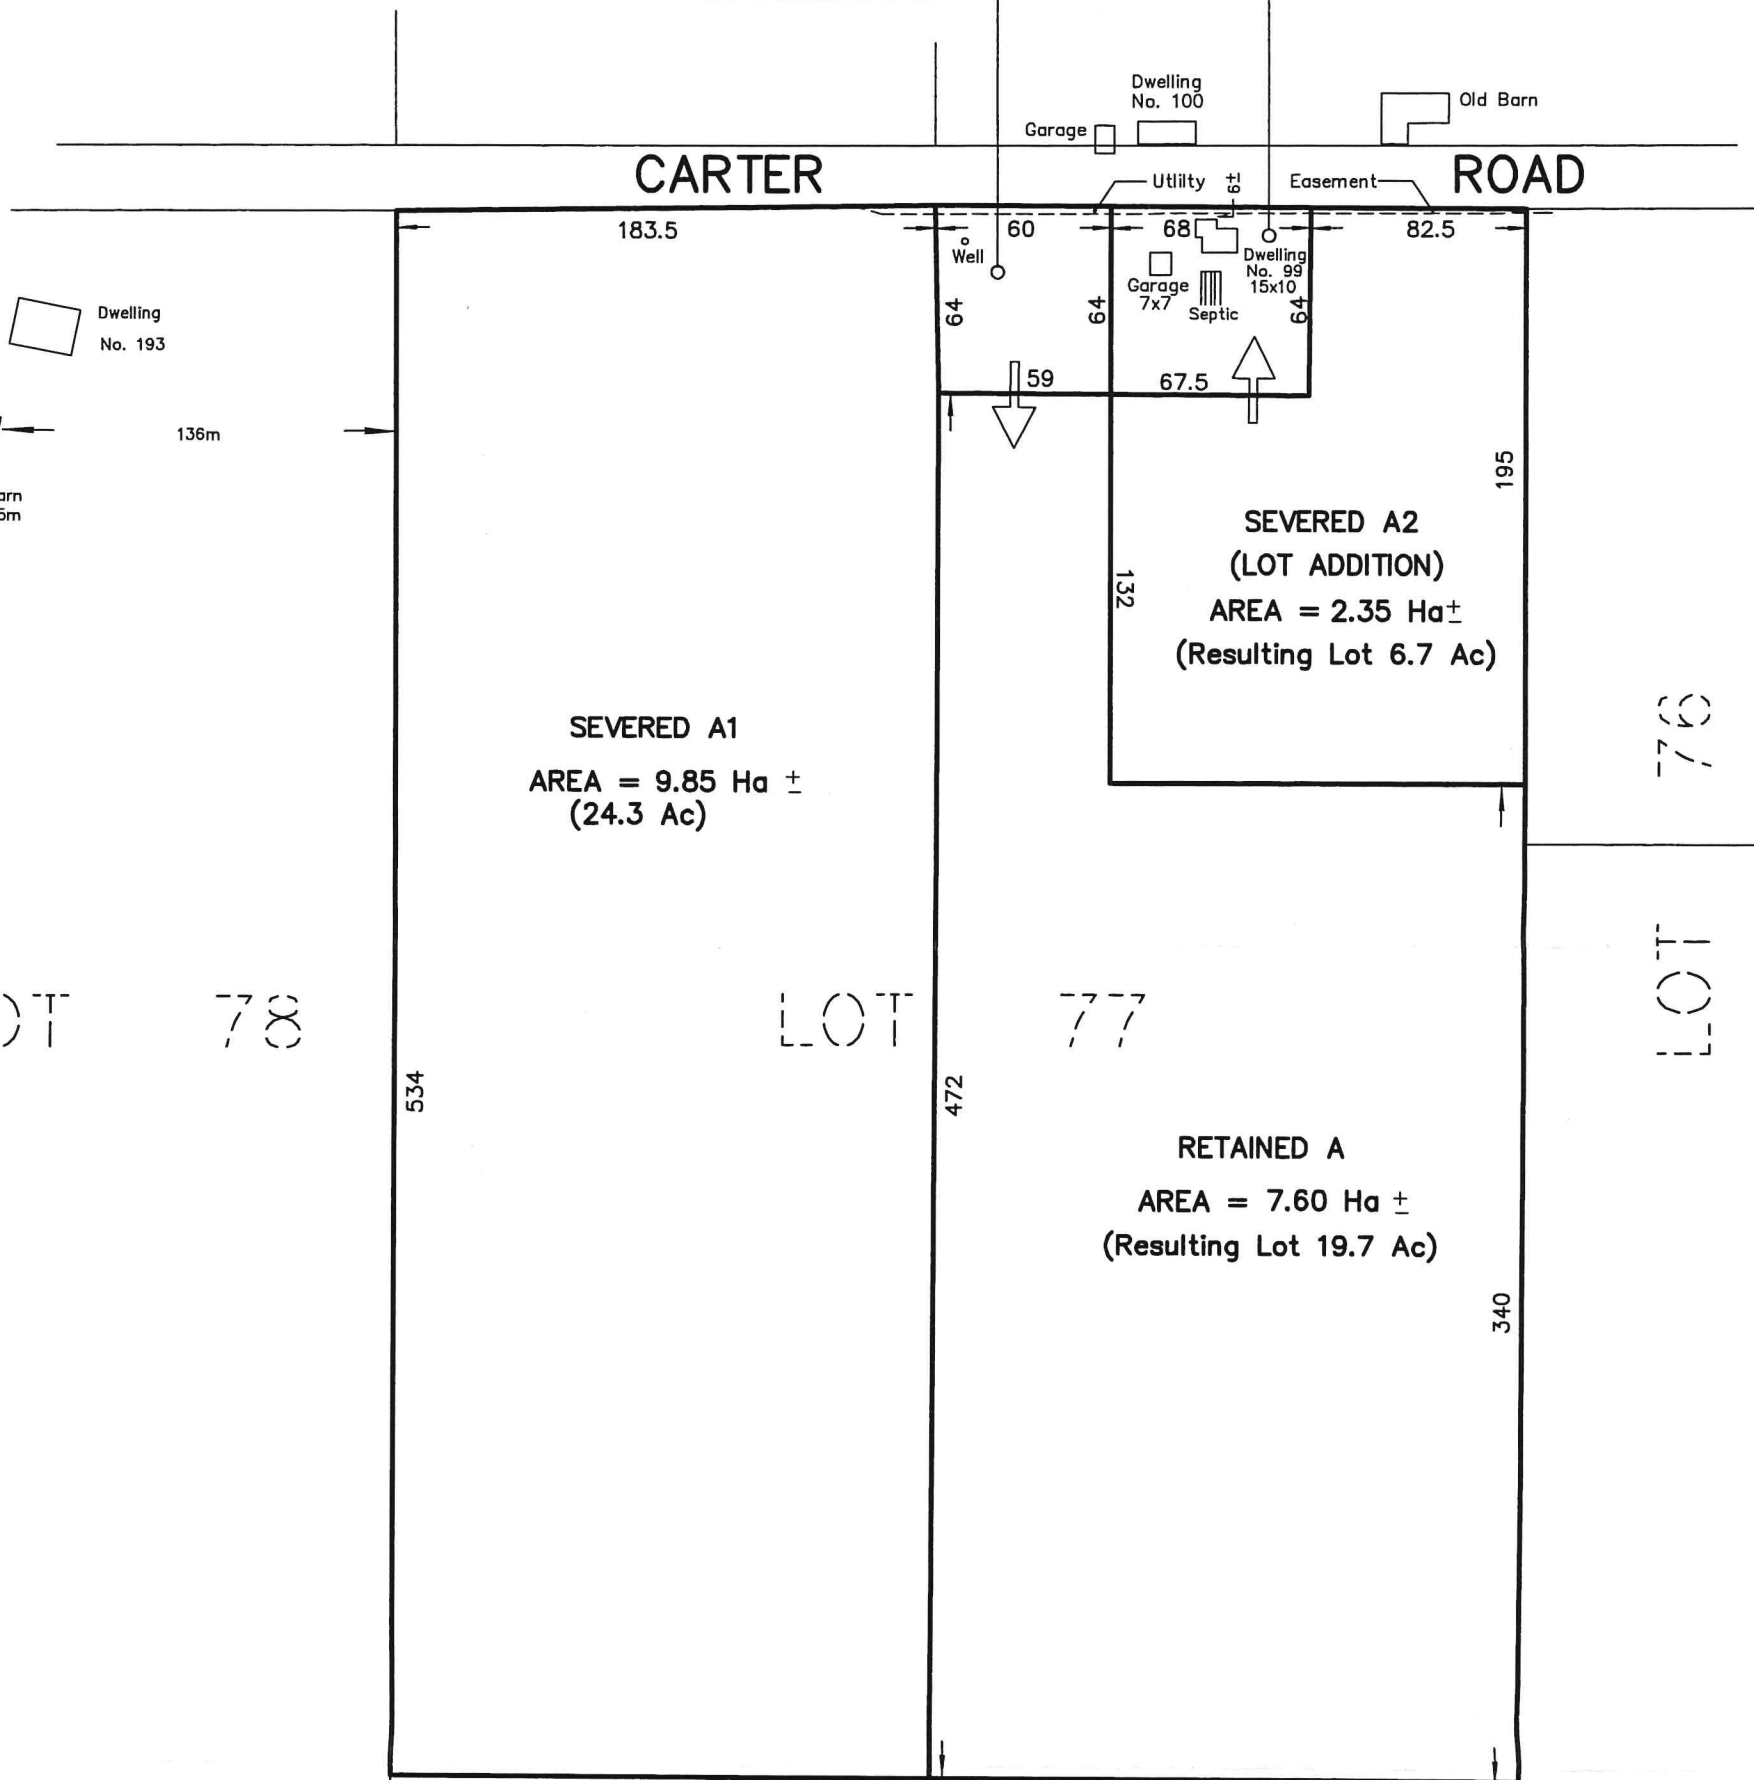 Dwelling
No. 100
Old Barn
Garage
CARTER ROAD
Utlilty
6±
Easement
183.5
60
68
82.5
Well
Dwelling
No. 99
15x10
Garage
7x7
Septic
64
64
64
Dwelling
No. 193
59
67.5
136m
195
SEVERED A2
(LOT ADDITION)
AREA = 2.35 Ha±
(Resulting Lot 6.7 Ac)
132
SEVERED A1
AREA = 9.85 Ha ±
(24.3 Ac)
LOT 76
78
LOT 77
534
472
RETAINED A
AREA = 7.60 Ha ±
(Resulting Lot 19.7 Ac)
340